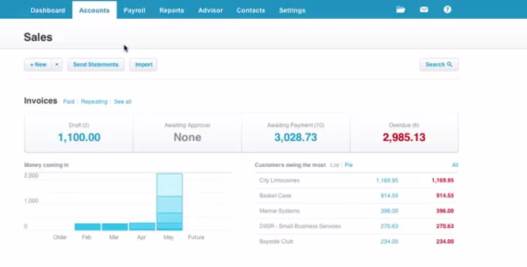 Dashboard Accounts Payroll Reports Advisor Contacts Settings
Sales
+ New Send Statements Import Search
Invoices Paid Repeating See all
Draft (2) Awaiting Approval Awaiting Payment (10) Overdue (6)
1,100.00 None 3,028.73 2,985.13
Money coming in Customers owing the most List Pie All
2,000 City Limousines 1,169.95 1,169.95
Basket Case 914.55 914.55
1,000 Marine Systems 396.00 396.00
DIISR - Small Business Services 270.63 270.63
0
Older Feb Mar Apr May Future Bayside Club 234.00 234.00